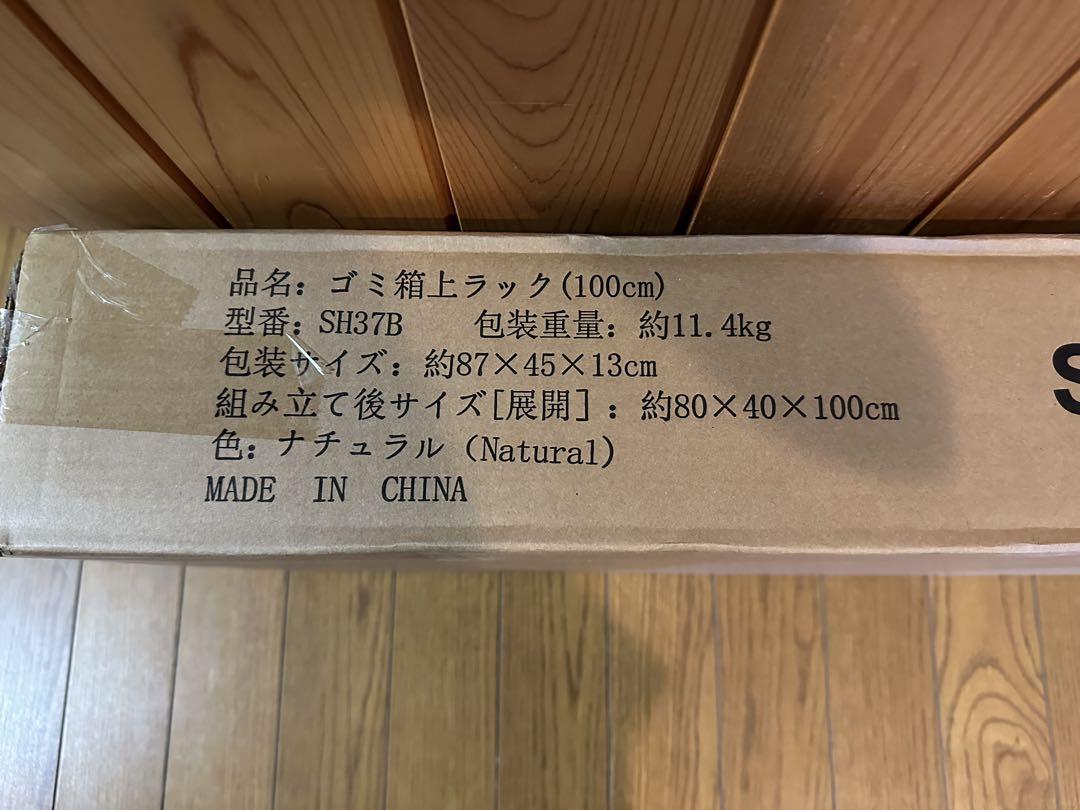 品名: ゴミ箱上ラック(100cm)
型番: SH37B 包装重量: 約11.4kg
包装サイズ: 約87×45×13cm
組み立て後サイズ[展開]: 約80×40×100cm
色: ナチュラル (Natural)
MADE IN CHINA